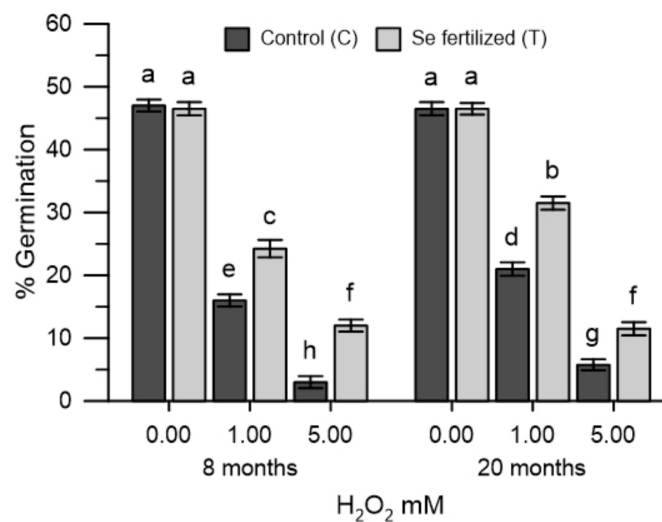 Control (C) Se fertilized (T)
% Germination
60
50
40
30
20
10
0
a a e c h f a a d b g f
0.00 1.00 5.00 0.00 1.00 5.00
8 months 20 months
H₂O₂ mM